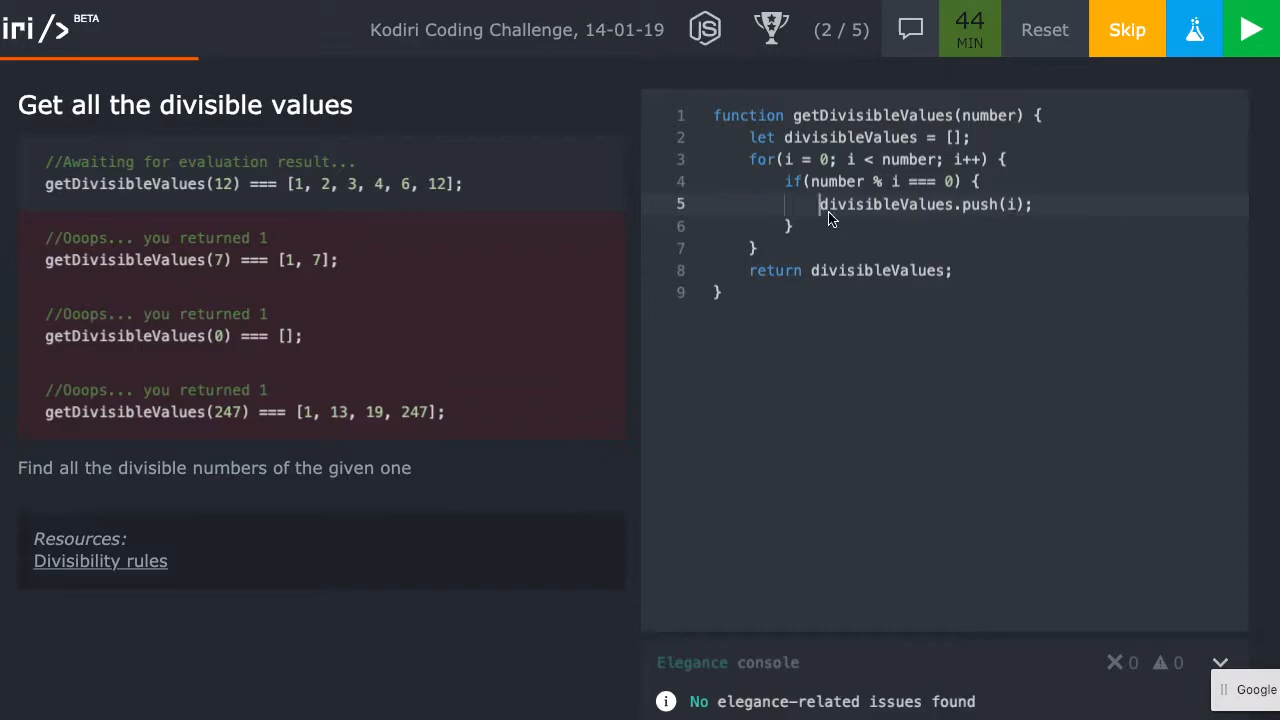 iri /> BETA
Kodiri Coding Challenge, 14-01-19
JS
(2 / 5)
44
MIN
Reset
Skip
Get all the divisible values
//Awaiting for evaluation result...
getDivisibleValues(12) === [1, 2, 3, 4, 6, 12];
//Ooops... you returned 1
getDivisibleValues(7) === [1, 7];
//Ooops... you returned 1
getDivisibleValues(0) === [];
//Ooops... you returned 1
getDivisibleValues(247) === [1, 13, 19, 247];
Find all the divisible numbers of the given one
Resources:
Divisibility rules
1 function getDivisibleValues(number) {
2 let divisibleValues = [];
3 for(i = 0; i < number; i++) {
4 if(number % i === 0) {
5 divisibleValues.push(i);
6 }
7 }
8 return divisibleValues;
9 }
Elegance console
0 0
i No elegance-related issues found
Google